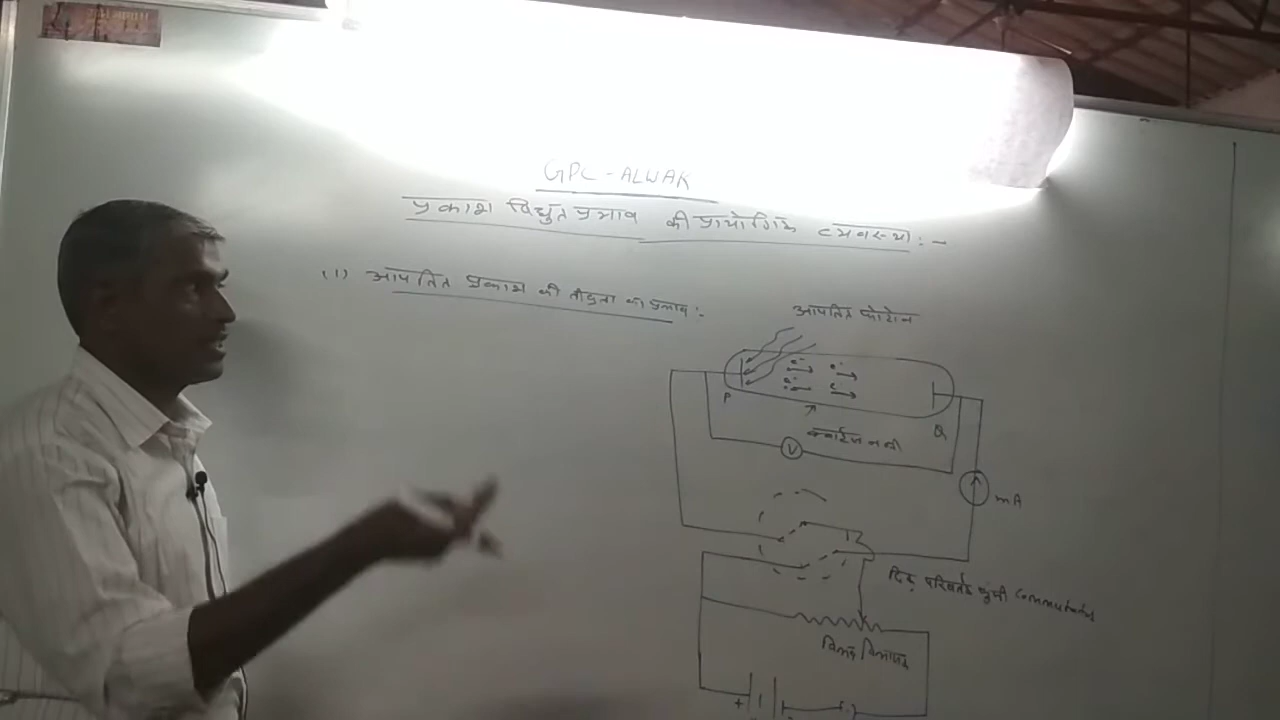 GPC-ALWAR
प्रकाश विद्युत प्रभाव की प्रायोगिक व्यवस्था :-
(1) आपतित प्रकाश की तीव्रता का प्रभाव :-
आपतित फोटोन
e⁻ e⁻
e⁻ e⁻
P
Q
क्वार्टज नली
V
mA
दिक् परिवर्तक कुंजी Commutator
विभव विभाजक
+